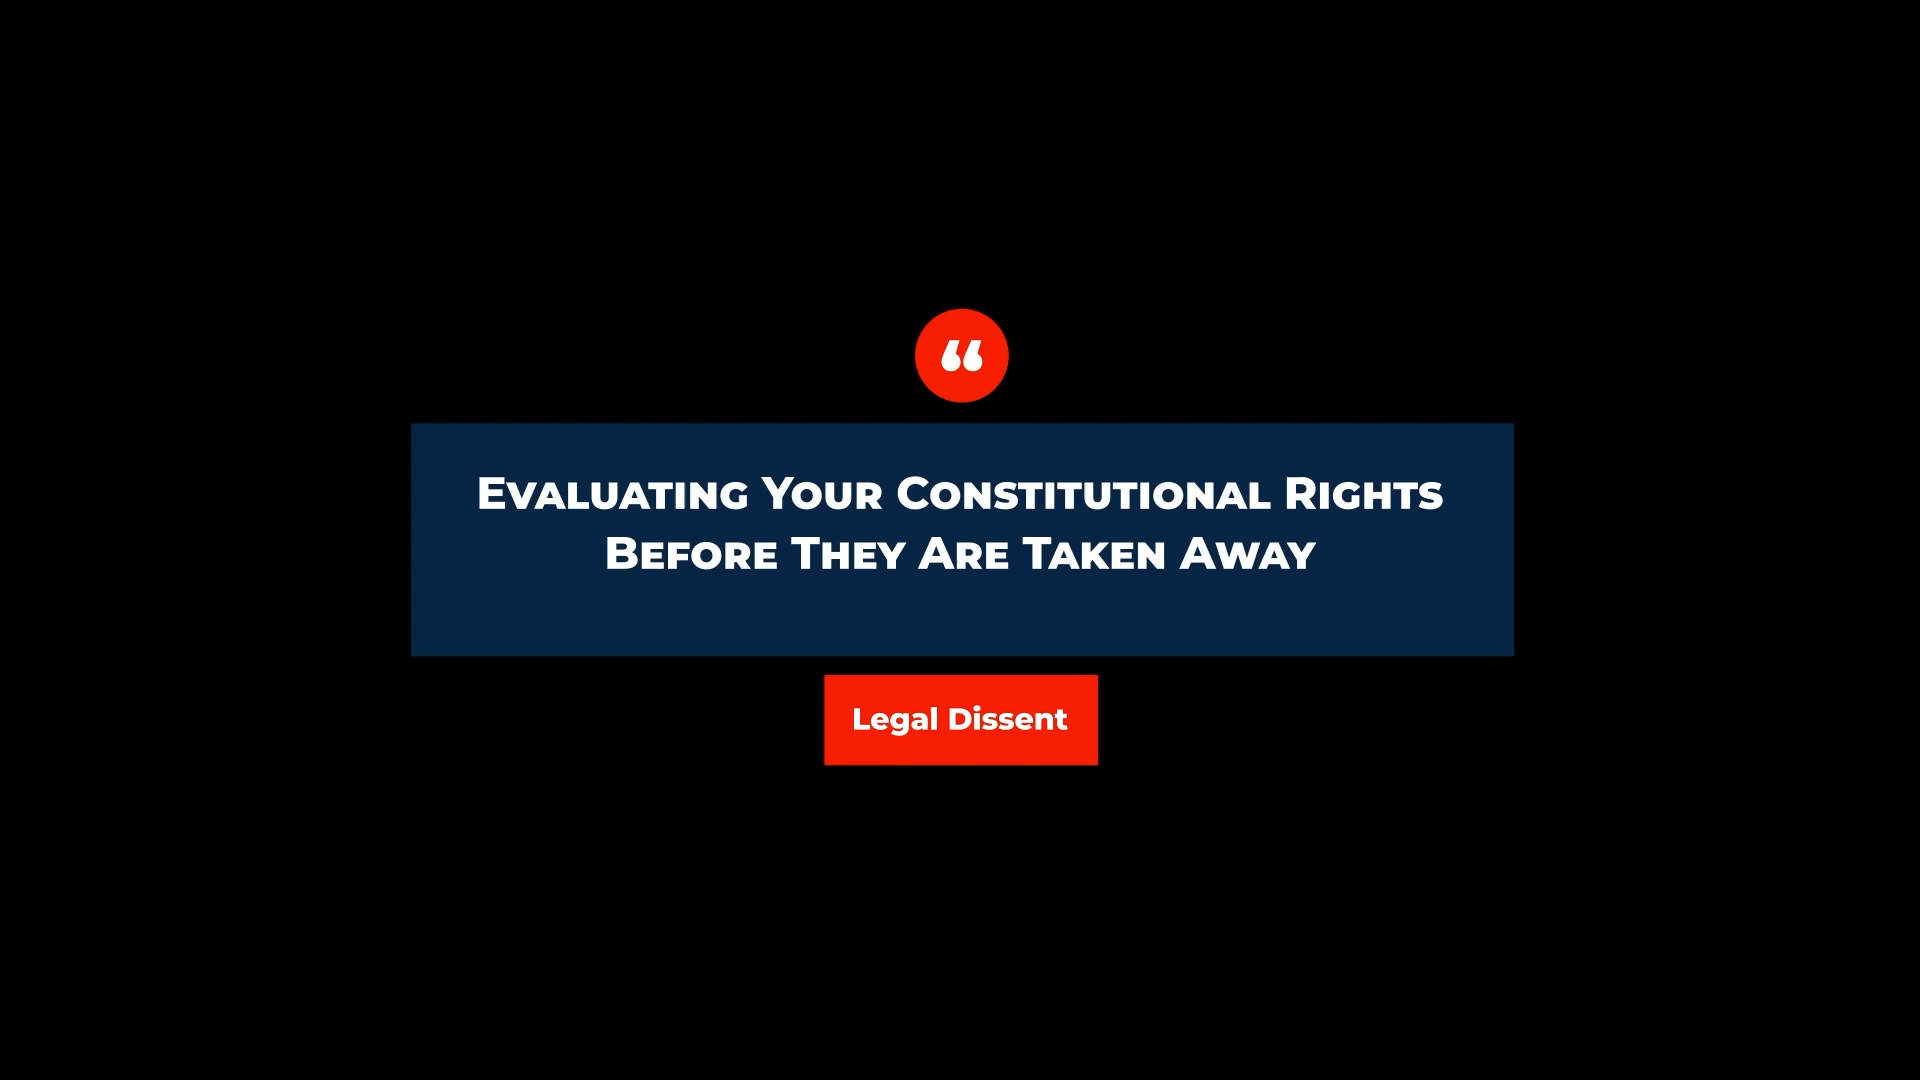 “
Evaluating Your Constitutional Rights
Before They Are Taken Away
Legal Dissent